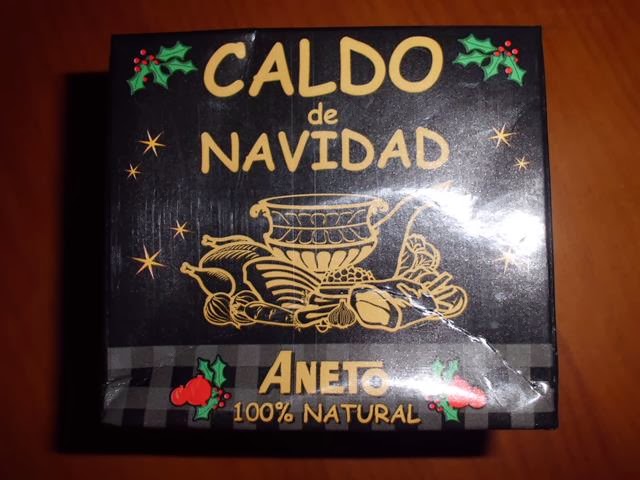 CALDO
de
NAVIDAD
ANETO
100% NATURAL